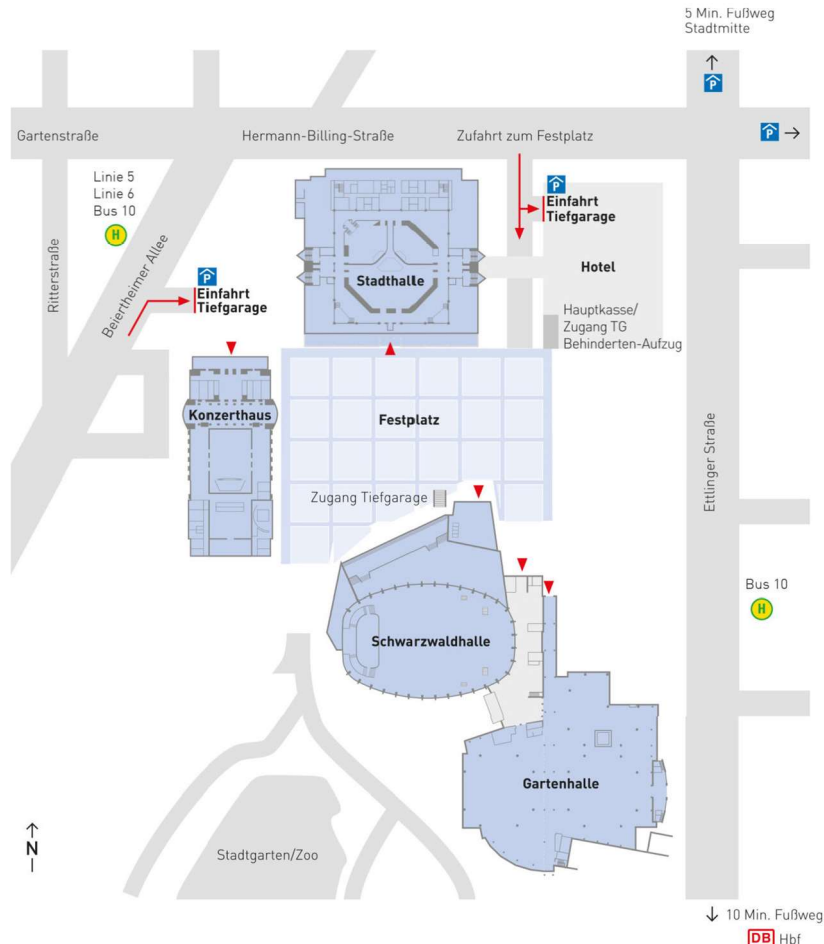 5 Min. Fußweg
Stadtmitte
P
P
Gartenstraße
Hermann-Billing-Straße
Zufahrt zum Festplatz
Linie 5
Linie 6
Bus 10
H
Ritterstraße
Beiertheimer Allee
P
Einfahrt
Tiefgarage
Stadthalle
P
Einfahrt
Tiefgarage
Hotel
Hauptkasse/
Zugang TG
Behinderten-Aufzug
Konzerthaus
Festplatz
Ettlinger Straße
Zugang Tiefgarage
Bus 10
H
Schwarzwaldhalle
Gartenhalle
Stadtgarten/Zoo
N
10 Min. Fußweg
DB Hbf